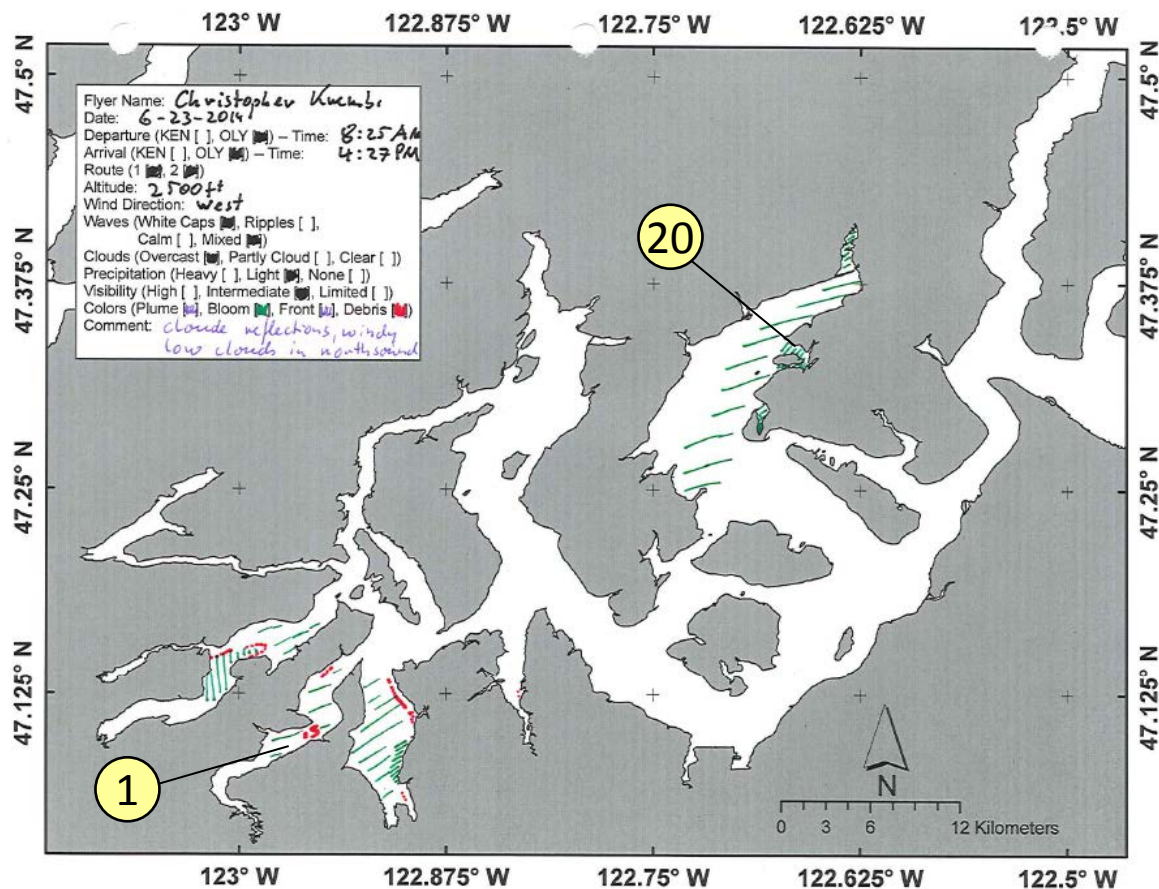 123° W 122.875° W 122.75° W 122.625° W 122.5° W
47.5° N 47.5° N
Flyer Name: Christopher
Date: 6-23-2014
Departure (KEN [ ], OLY [ ]) – Time: 8:25 AM
Arrival (KEN [ ], OLY [ ]) – Time: 4:27 PM
Route (1 [ ], 2 [ ])
Altitude: 2500ft
Wind Direction: West
Waves (White Caps [ ], Ripples [ ],
Calm [ ], Mixed [ ])
Clouds (Overcast [ ], Partly Cloud [ ], Clear [ ])
Precipitation (Heavy [ ], Light [ ], None [ ])
Visibility (High [ ], Intermediate [ ], Limited [ ])
Colors (Plume [ ], Bloom [ ], Front [ ], Debris [ ])
Comment: cloude reflections, windy
low clouds in northsound
20
47.375° N 47.375° N
47.25° N 47.25° N
47.125° N 47.125° N
1
N
0 3 6 12 Kilometers
123° W 122.875° W 122.75° W 122.625° W 122.5° W